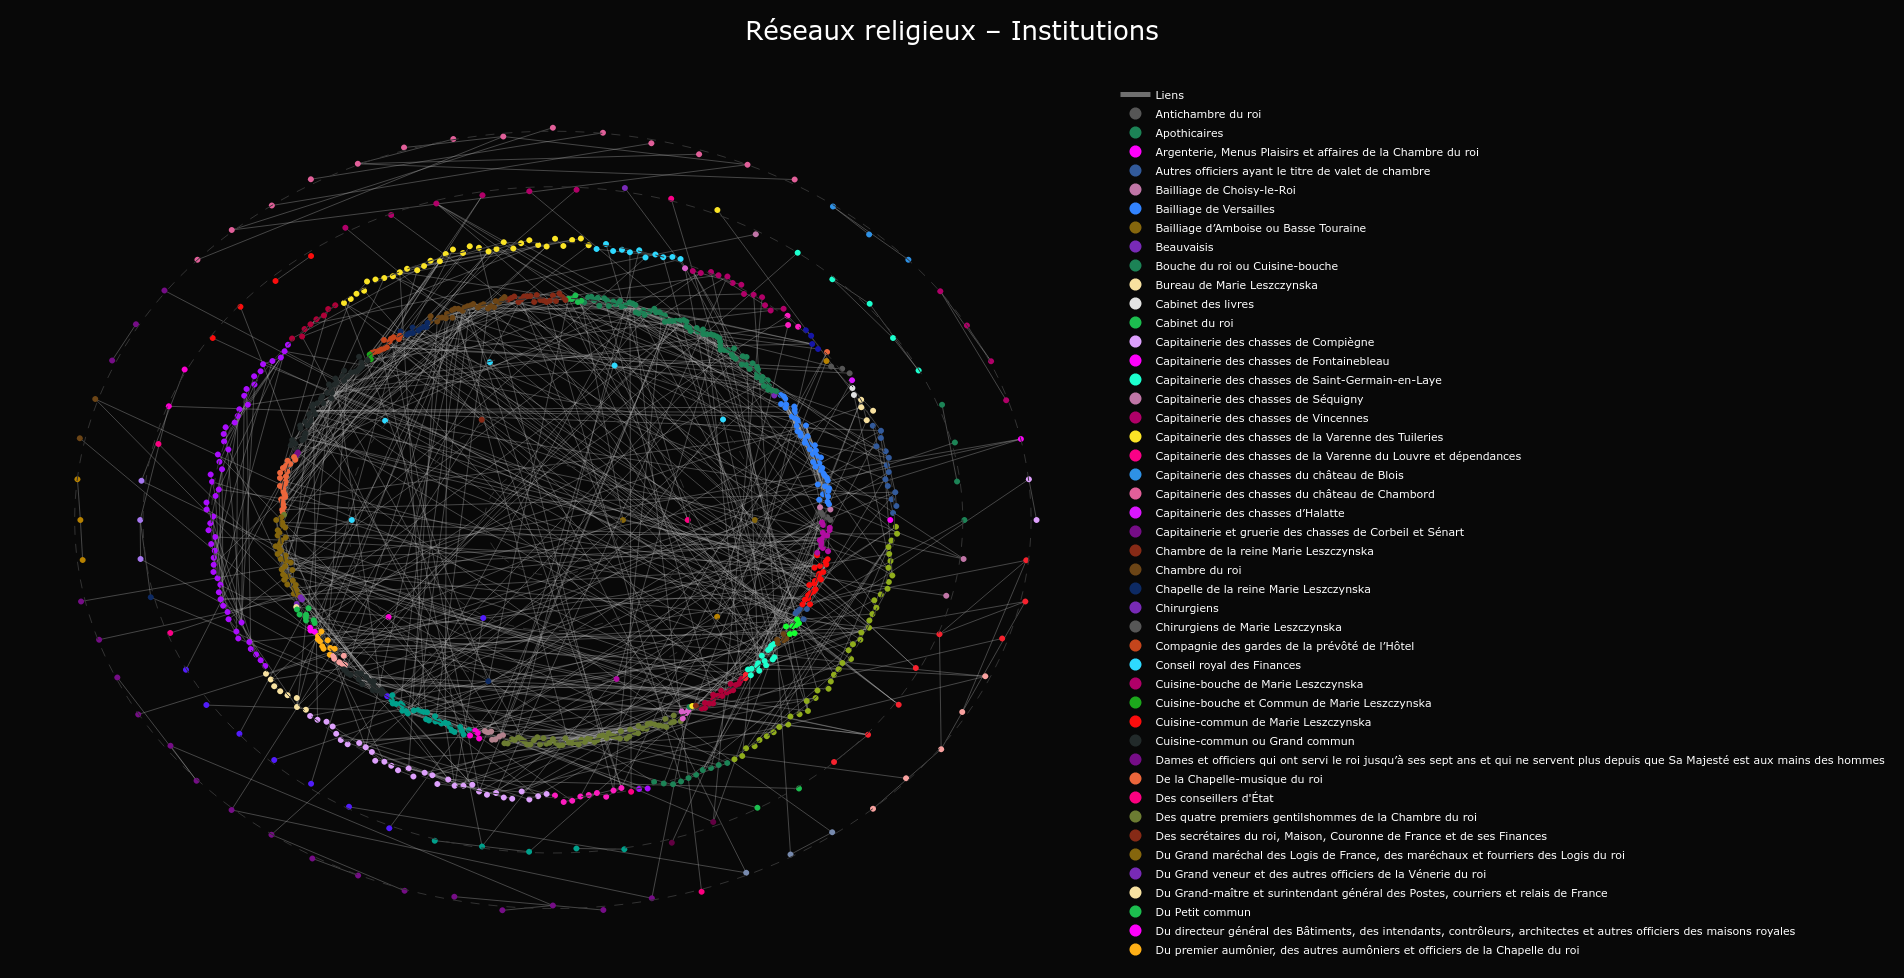 Réseaux religieux – Institutions
Liens
Antichambre du roi
Apothicaires
Argenterie, Menus Plaisirs et affaires de la Chambre du roi
Autres officiers ayant le titre de valet de chambre
Bailliage de Choisy-le-Roi
Bailliage de Versailles
Bailliage d’Amboise ou Basse Touraine
Beauvaisis
Bouche du roi ou Cuisine-bouche
Bureau de Marie Leszczynska
Cabinet des livres
Cabinet du roi
Capitainerie des chasses de Compiègne
Capitainerie des chasses de Fontainebleau
Capitainerie des chasses de Saint-Germain-en-Laye
Capitainerie des chasses de Séquigny
Capitainerie des chasses de Vincennes
Capitainerie des chasses de la Varenne des Tuileries
Capitainerie des chasses de la Varenne du Louvre et dépendances
Capitainerie des chasses du château de Blois
Capitainerie des chasses du château de Chambord
Capitainerie des chasses d’Halatte
Capitainerie et gruerie des chasses de Corbeil et Sénart
Chambre de la reine Marie Leszczynska
Chambre du roi
Chapelle de la reine Marie Leszczynska
Chirurgiens
Chirurgiens de Marie Leszczynska
Compagnie des gardes de la prévôté de l’Hôtel
Conseil royal des Finances
Cuisine-bouche de Marie Leszczynska
Cuisine-bouche et Commun de Marie Leszczynska
Cuisine-commun de Marie Leszczynska
Cuisine-commun ou Grand commun
Dames et officiers qui ont servi le roi jusqu’à ses sept ans et qui ne servent plus depuis que Sa Majesté est aux mains des hommes
De la Chapelle-musique du roi
Des conseillers d'État
Des quatre premiers gentilshommes de la Chambre du roi
Des secrétaires du roi, Maison, Couronne de France et de ses Finances
Du Grand maréchal des Logis de France, des maréchaux et fourriers des Logis du roi
Du Grand veneur et des autres officiers de la Vénerie du roi
Du Grand-maître et surintendant général des Postes, courriers et relais de France
Du Petit commun
Du directeur général des Bâtiments, des intendants, contrôleurs, architectes et autres officiers des maisons royales
Du premier aumônier, des autres aumôniers et officiers de la Chapelle du roi